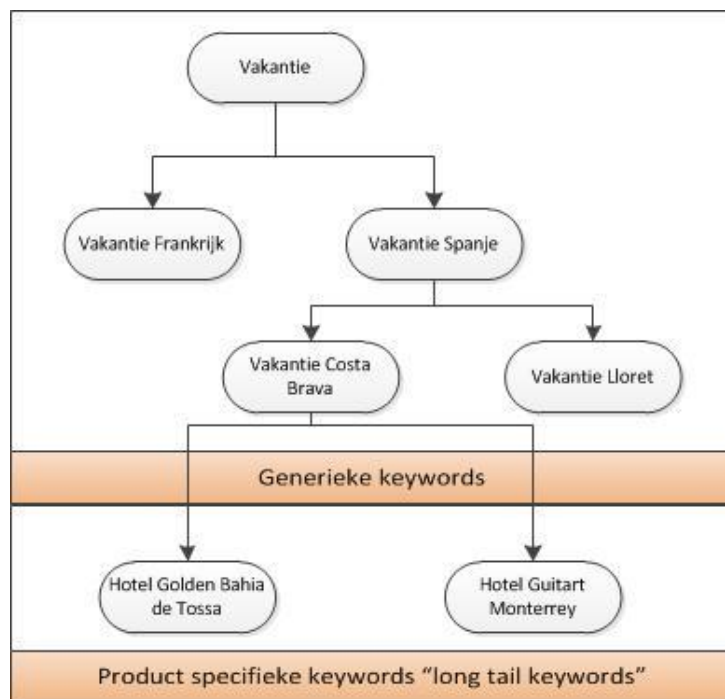 Vakantie
Vakantie Frankrijk
Vakantie Spanje
Vakantie Costa
Brava
Vakantie Lloret
Generieke keywords
Hotel Golden Bahia
de Tossa
Hotel Guitart
Monterrey
Product specifieke keywords “long tail keywords”